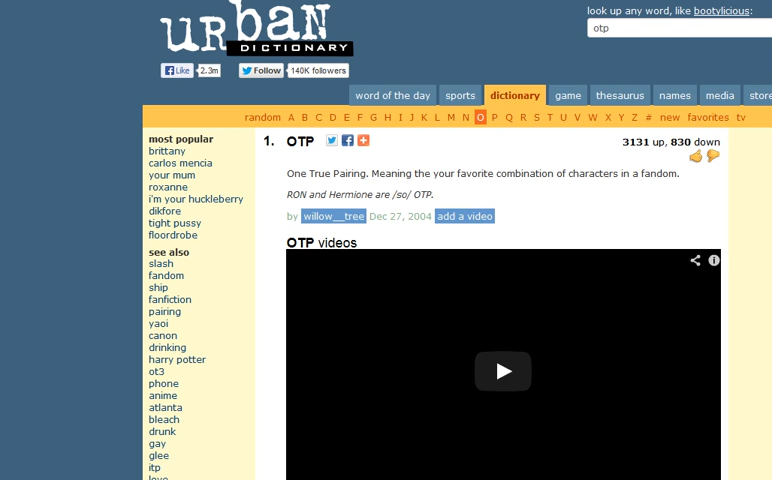 urban
DICTIONARY
look up any word, like bootylicious:
otp
Like 2.3m Follow 140K followers
word of the day sports dictionary game thesaurus names media store
random A B C D E F G H I J K L M N O P Q R S T U V W X Y Z # new favorites tv
most popular
brittany
carlos mencia
your mum
roxanne
i'm your huckleberry
dikfore
tight pussy
floordrobe
see also
slash
fandom
ship
fanfiction
pairing
yaoi
canon
drinking
harry potter
ot3
phone
anime
atlanta
bleach
drunk
gay
glee
itp
love
1. OTP
3131 up, 830 down
One True Pairing. Meaning the your favorite combination of characters in a fandom.
RON and Hermione are /so/ OTP.
by willow__tree Dec 27, 2004 add a video
OTP videos